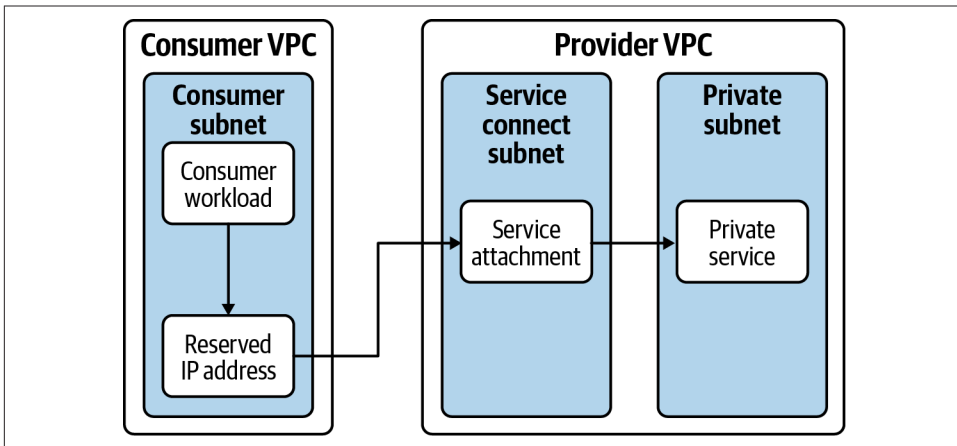 Consumer VPC
Consumer
subnet
Consumer
workload
Reserved
IP address
Provider VPC
Service
connect
subnet
Service
attachment
Private
subnet
Private
service